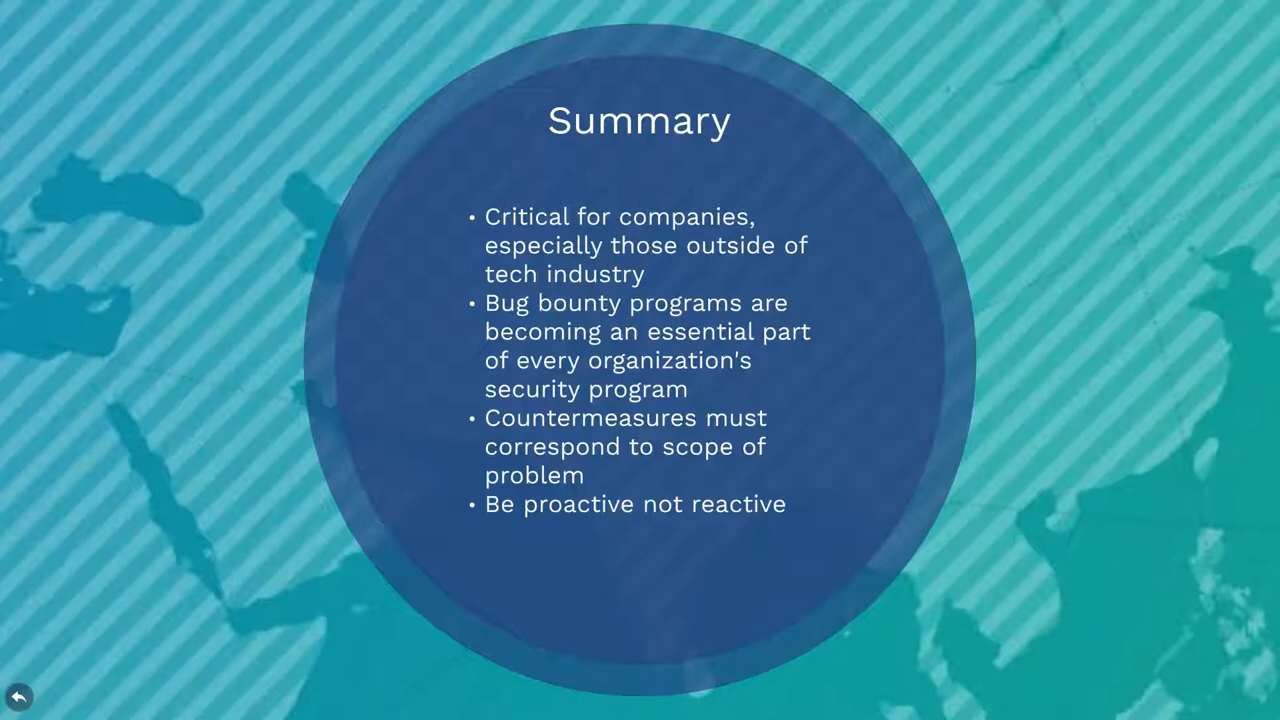 Summary
• Critical for companies,
especially those outside of
tech industry
• Bug bounty programs are
becoming an essential part
of every organization's
security program
• Countermeasures must
correspond to scope of
problem
• Be proactive not reactive